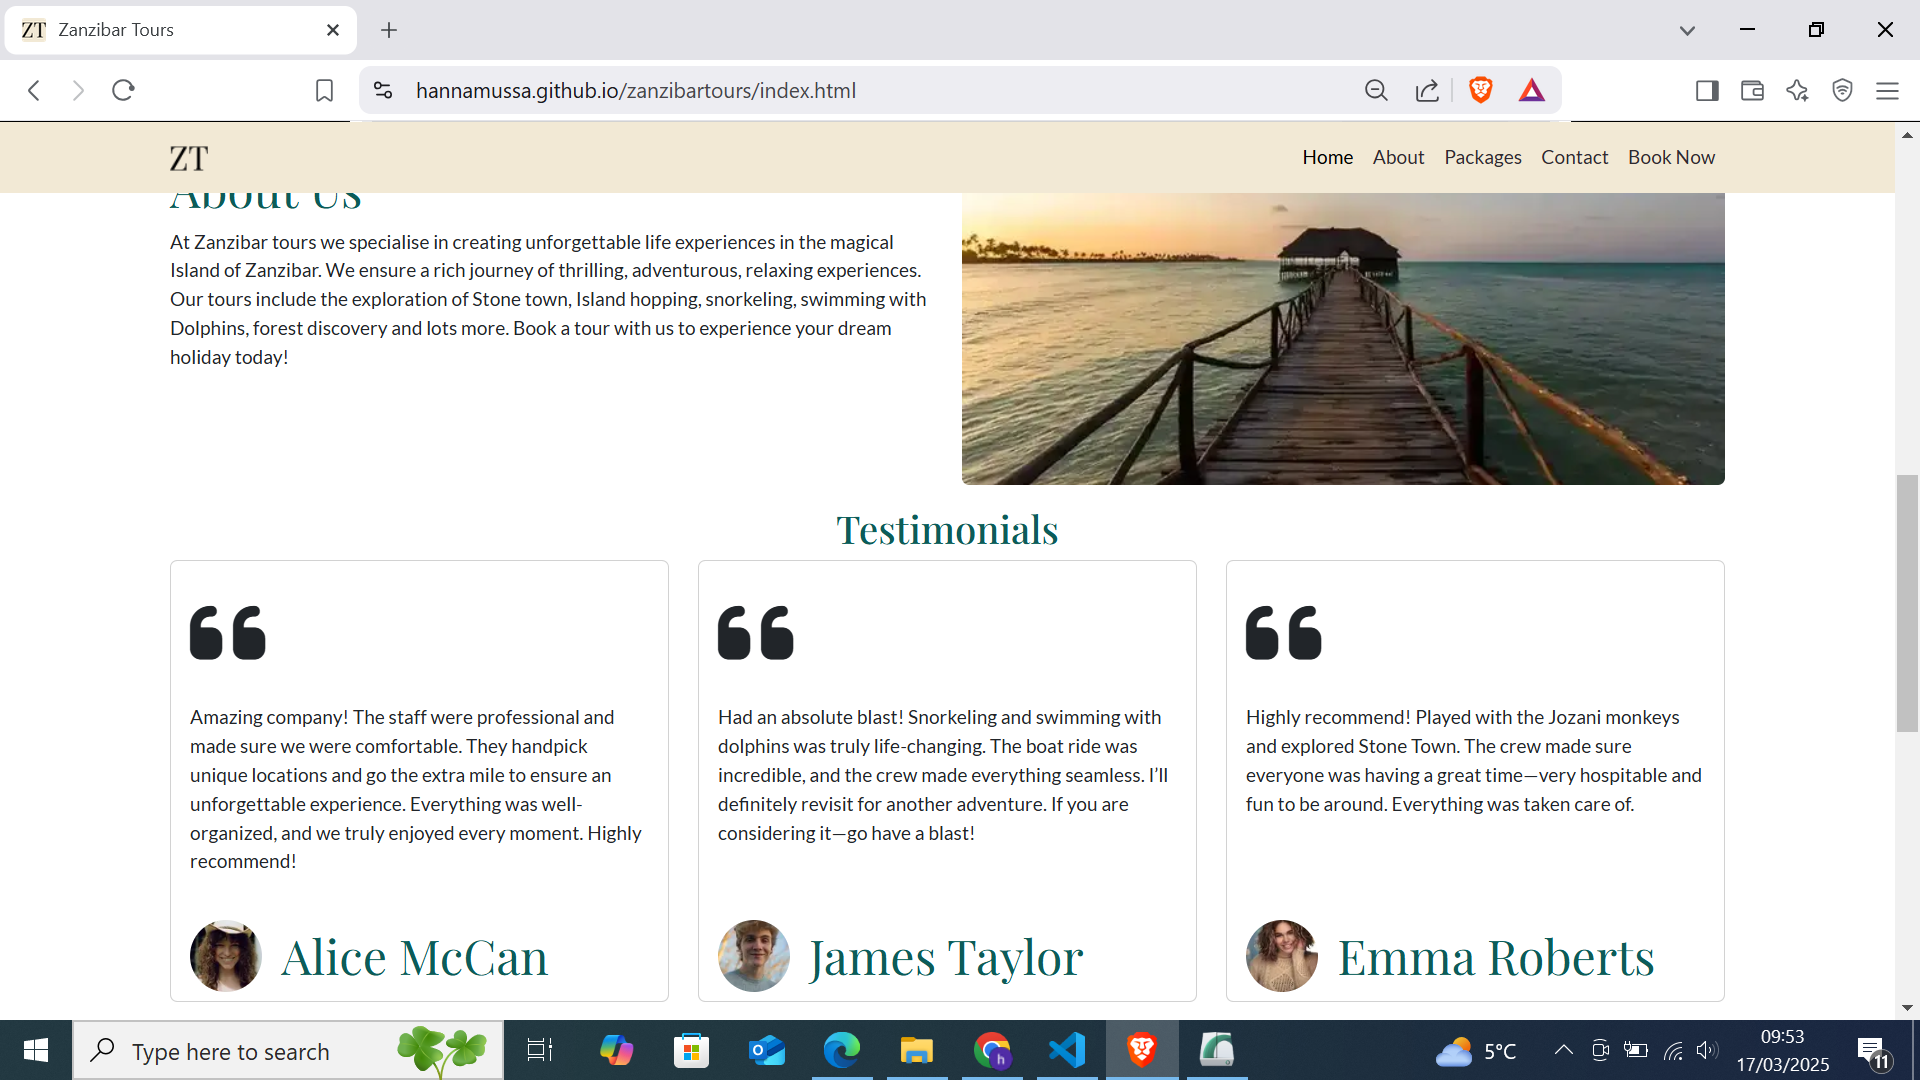 ZT Zanzibar Tours
hannamussa.github.io/zanzibartours/index.html
ZT
Home About Packages Contact Book Now
About Us
At Zanzibar tours we specialise in creating unforgettable life experiences in the magical
Island of Zanzibar. We ensure a rich journey of thrilling, adventurous, relaxing experiences.
Our tours include the exploration of Stone town, Island hopping, snorkeling, swimming with
Dolphins, forest discovery and lots more. Book a tour with us to experience your dream
holiday today!
Testimonials
Amazing company! The staff were professional and
made sure we were comfortable. They handpick
unique locations and go the extra mile to ensure an
unforgettable experience. Everything was well-
organized, and we truly enjoyed every moment. Highly
recommend!
Alice McCan
Had an absolute blast! Snorkeling and swimming with
dolphins was truly life-changing. The boat ride was
incredible, and the crew made everything seamless. I’ll
definitely revisit for another adventure. If you are
considering it—go have a blast!
James Taylor
Highly recommend! Played with the Jozani monkeys
and explored Stone Town. The crew made sure
everyone was having a great time—very hospitable and
fun to be around. Everything was taken care of.
Emma Roberts
Type here to search
h
5°C
09:53
17/03/2025
11